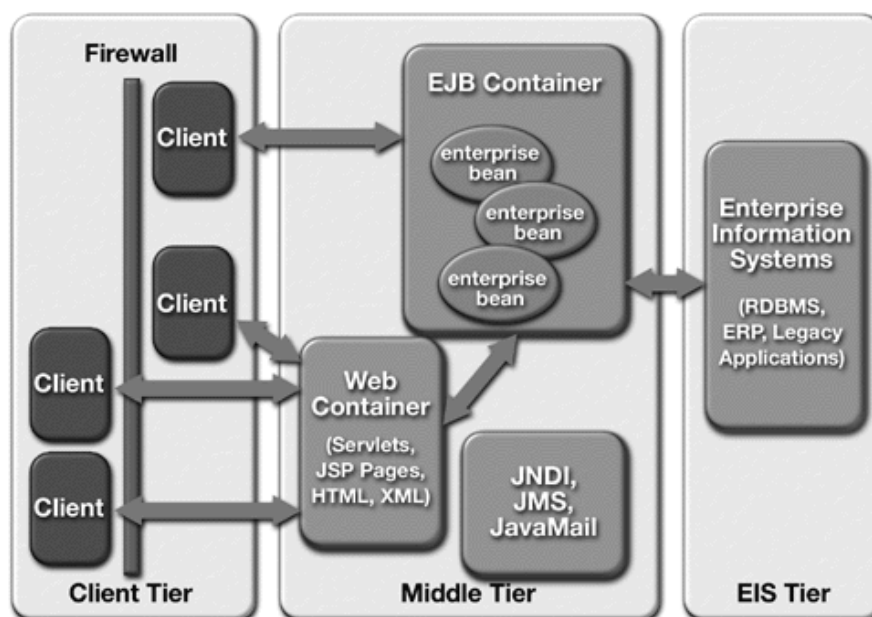 Firewall
Client
Client
Client
Client
Client Tier
EJB Container
enterprise
bean
enterprise
bean
enterprise
bean
Web
Container
(Servlets,
JSP Pages,
HTML, XML)
JNDI,
JMS,
JavaMail
Middle Tier
Enterprise
Information
Systems
(RDBMS,
ERP, Legacy
Applications)
EIS Tier